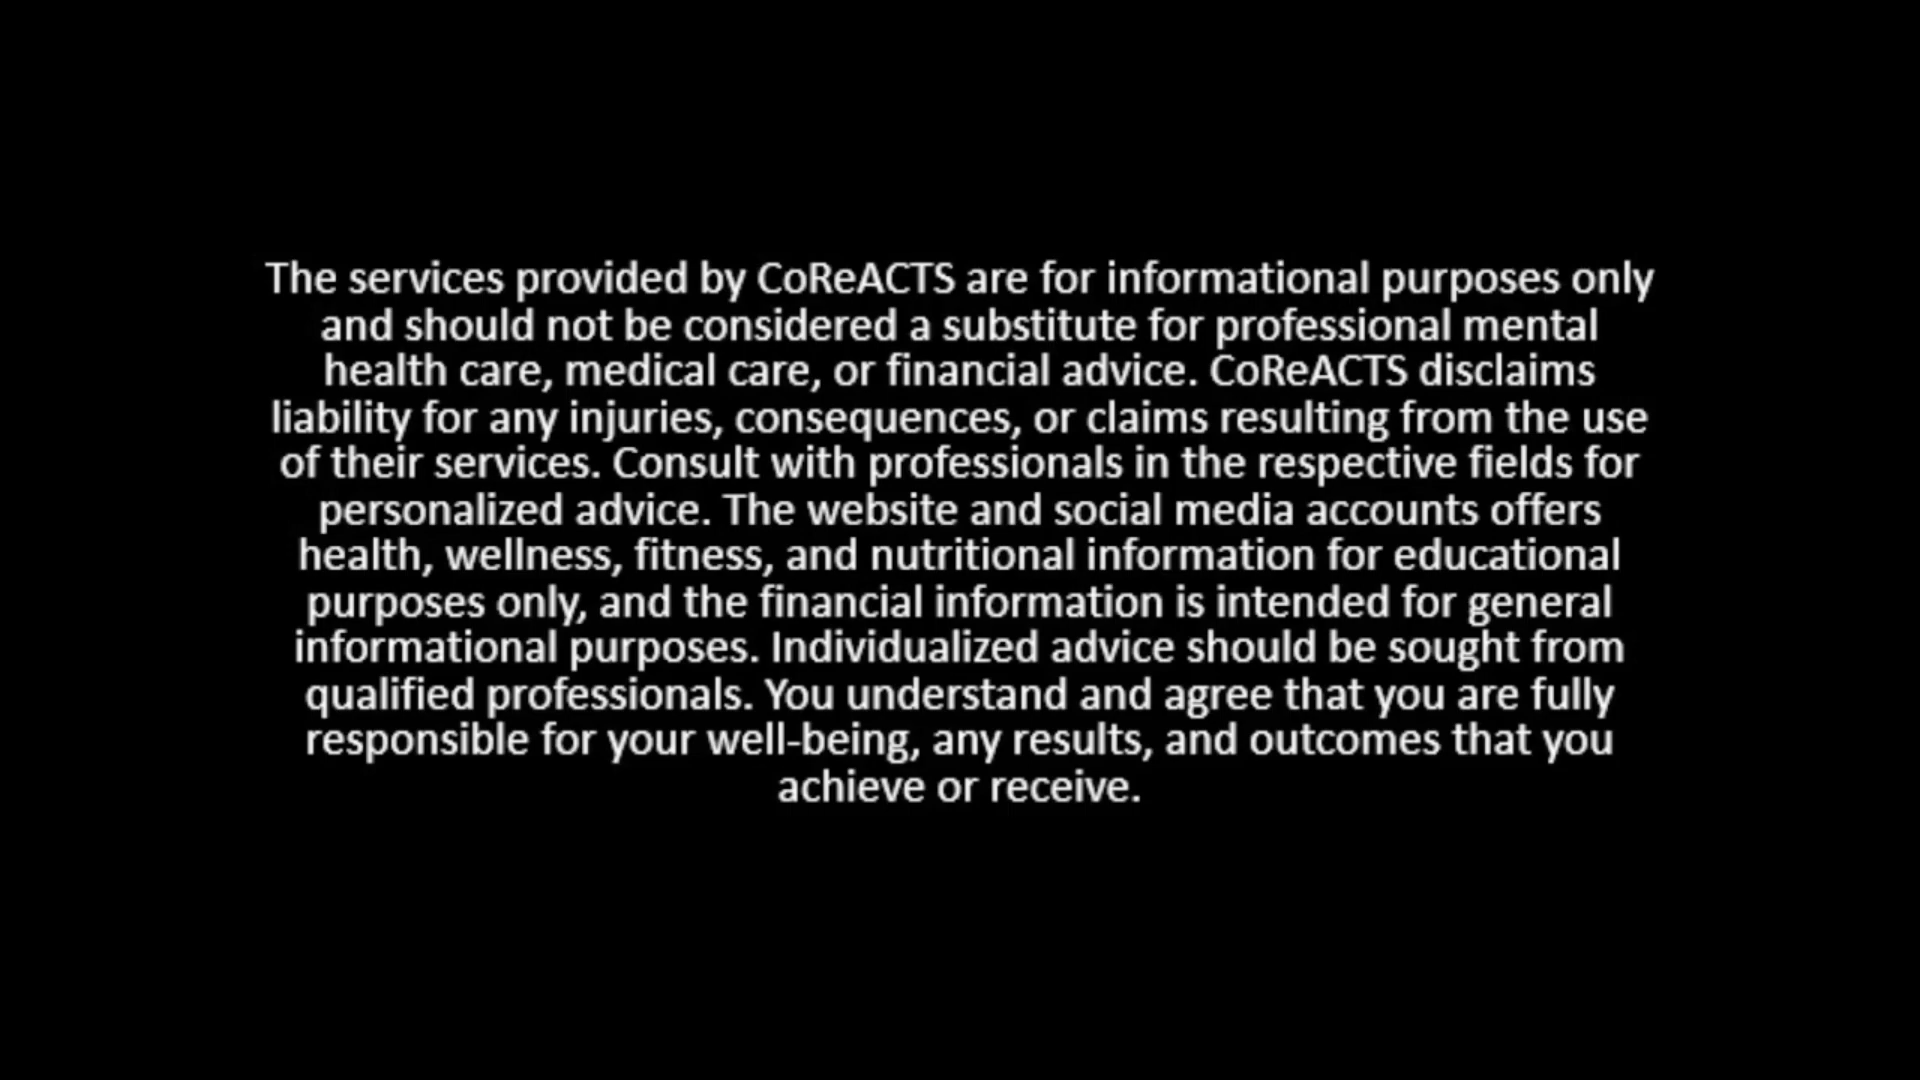 The services provided by CoReACTS are for informational purposes only
and should not be considered a substitute for professional mental
health care, medical care, or financial advice. CoReACTS disclaims
liability for any injuries, consequences, or claims resulting from the use
of their services. Consult with professionals in the respective fields for
personalized advice. The website and social media accounts offers
health, wellness, fitness, and nutritional information for educational
purposes only, and the financial information is intended for general
informational purposes. Individualized advice should be sought from
qualified professionals. You understand and agree that you are fully
responsible for your well-being, any results, and outcomes that you
achieve or receive.